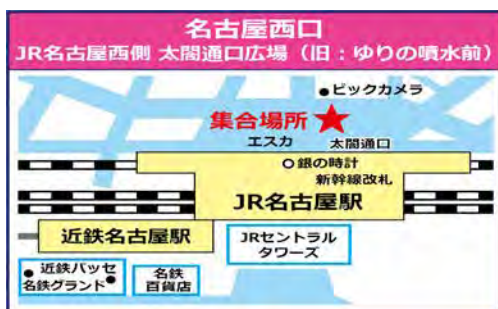 名古屋西口
JR名古屋西側 太閤通口広場（旧：ゆりの噴水前）
ビックカメラ
集合場所
エスカ
太閤通口
銀の時計
新幹線改札
JR名古屋駅
近鉄名古屋駅
JRセントラル
タワーズ
近鉄パッセ
名鉄グランド
名鉄
百貨店